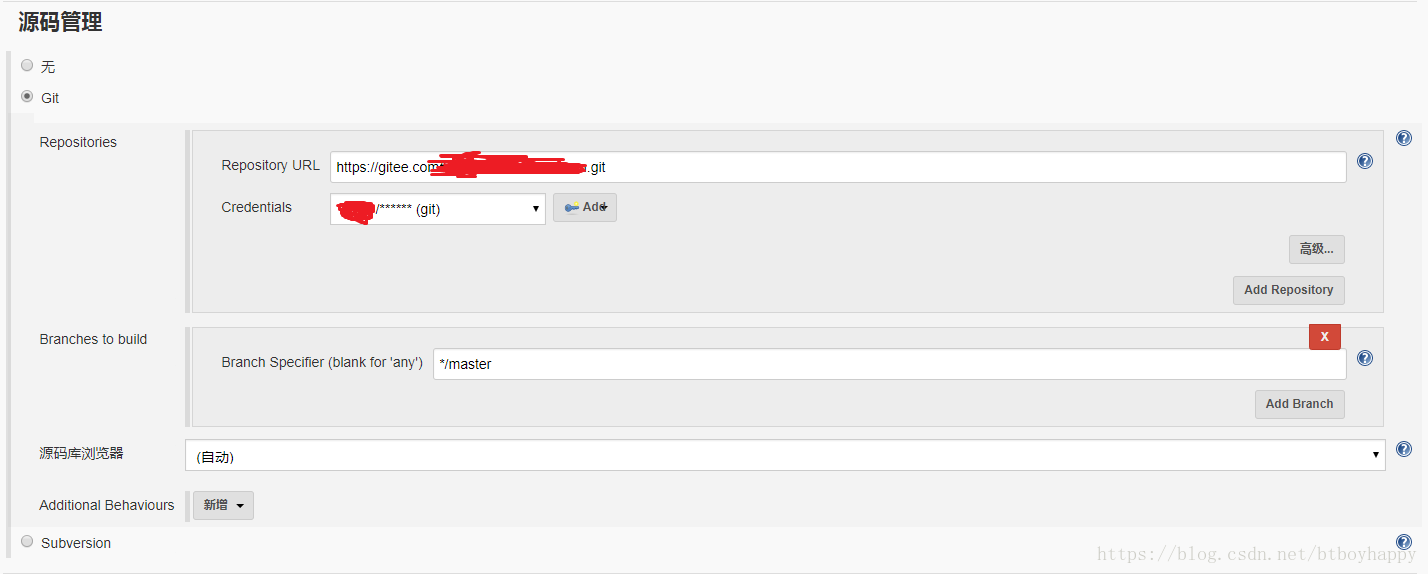 源码管理
无
Git
Repositories
Repository URL https://gitee.com .git
Credentials /****** (git) Add
高级...
Add Repository
Branches to build
X
Branch Specifier (blank for 'any') */master
Add Branch
源码库浏览器 (自动)
Additional Behaviours 新增
Subversion
https://blog.csdn.net/btboyhappy